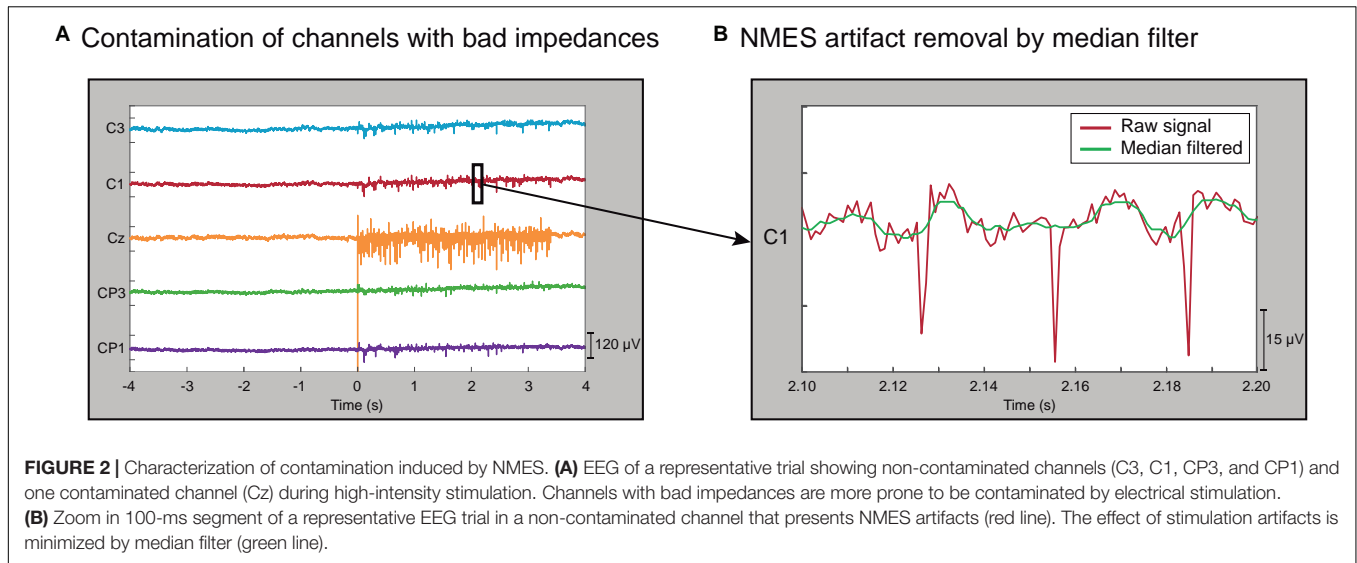 A Contamination of channels with bad impedances
C3
C1
Cz
CP3
CP1
120 µV
-4 -3 -2 -1 0 1 2 3 4
Time (s)
B NMES artifact removal by median filter
Raw signal
Median filtered
C1
15 µV
2.10 2.12 2.14 2.16 2.18 2.20
Time (s)
FIGURE 2 | Characterization of contamination induced by NMES. (A) EEG of a representative trial showing non-contaminated channels (C3, C1, CP3, and CP1) and
one contaminated channel (Cz) during high-intensity stimulation. Channels with bad impedances are more prone to be contaminated by electrical stimulation.
(B) Zoom in 100-ms segment of a representative EEG trial in a non-contaminated channel that presents NMES artifacts (red line). The effect of stimulation artifacts is
minimized by median filter (green line).